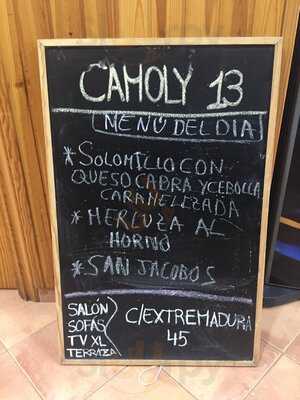 CAMOLY 13
MENÚ DEL DIA
* SOLOMILLO CON
QUESO CABRA Y CEBOLLA
CARAMELIZADA
* MERLUZA AL
HORNO
* SAN JACOBOS
SALÓN
SOFAS
TV XL
TERRAZA
C/EXTREMADURA
45